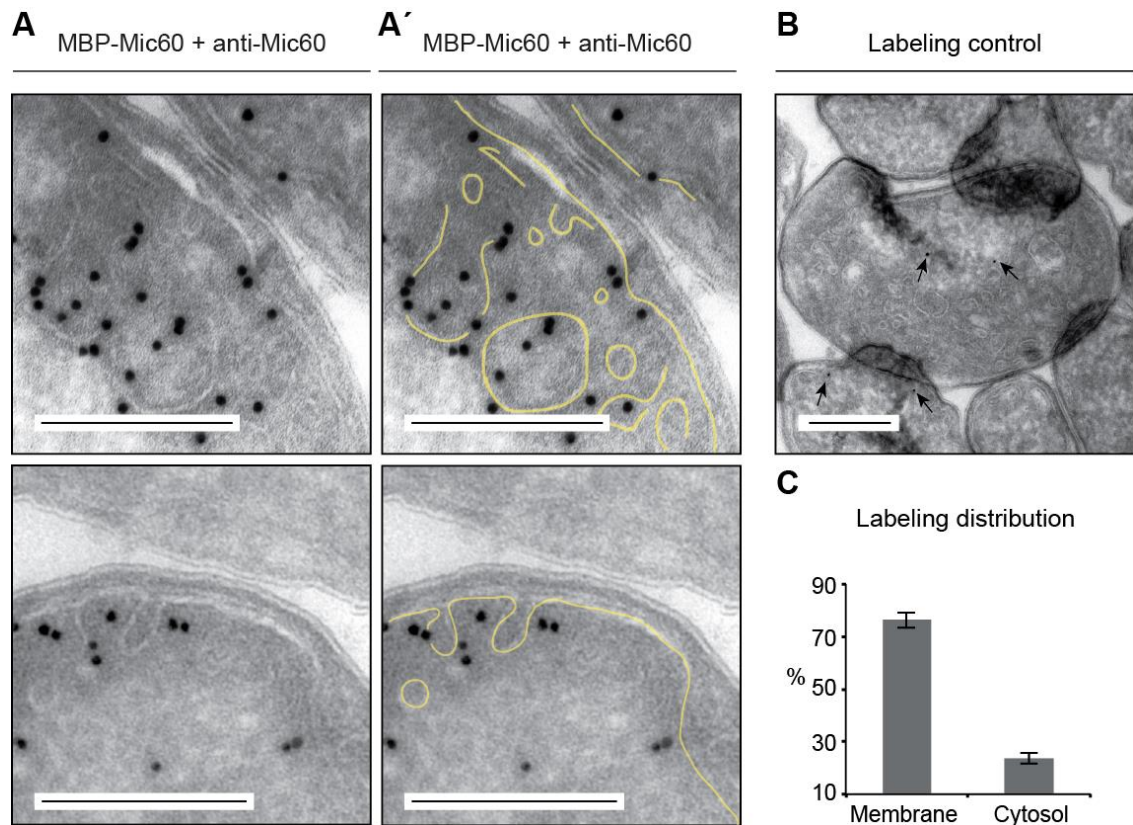 A
MBP-Mic60 + anti-Mic60
A´
MBP-Mic60 + anti-Mic60
B
Labeling control
C
Labeling distribution
90
70
%
50
30
10
Membrane
Cytosol